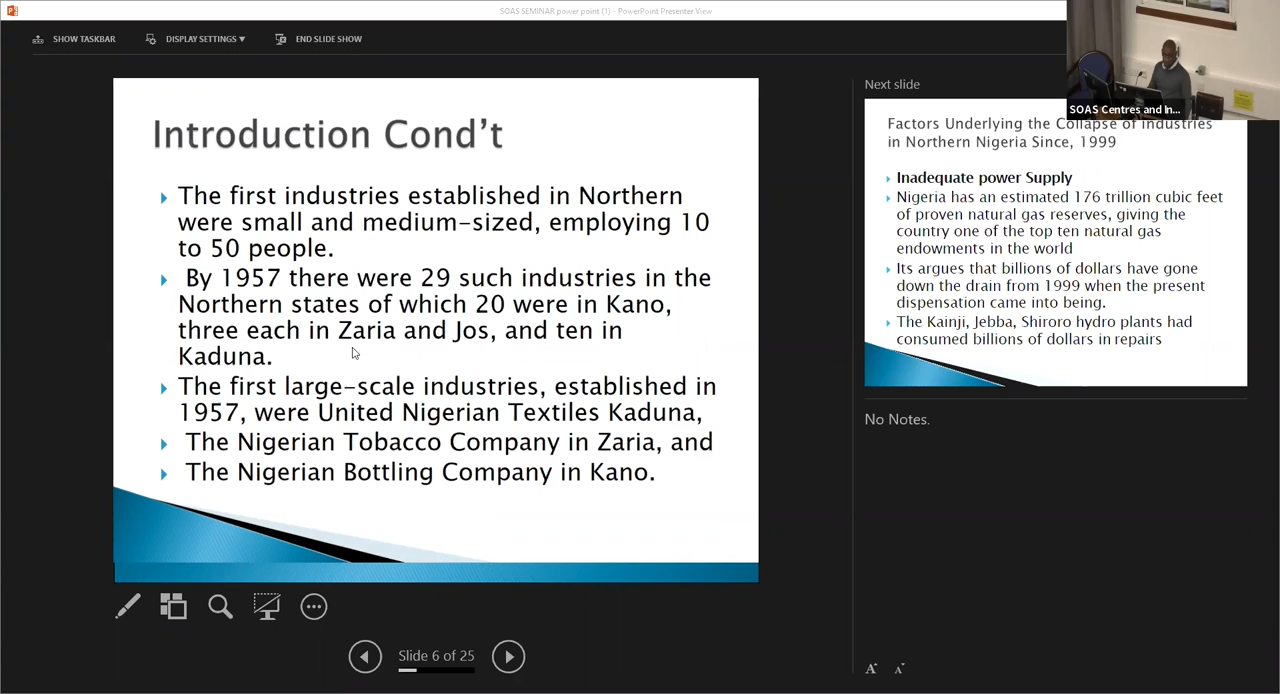 SOAS SEMINAR power point (1) - PowerPoint Presenter View
SHOW TASKBAR
DISPLAY SETTINGS ▾
END SLIDE SHOW
Introduction Cond't
The first industries established in Northern
were small and medium-sized, employing 10
to 50 people.
By 1957 there were 29 such industries in the
Northern states of which 20 were in Kano,
three each in Zaria and Jos, and ten in
Kaduna.
The first large-scale industries, established in
1957, were United Nigerian Textiles Kaduna,
The Nigerian Tobacco Company in Zaria, and
The Nigerian Bottling Company in Kano.
Slide 6 of 25
Next slide
SOAS Centres and In...
Factors Underlying the Collapse of Industries
in Northern Nigeria Since, 1999
Inadequate power Supply
Nigeria has an estimated 176 trillion cubic feet
of proven natural gas reserves, giving the
country one of the top ten natural gas
endowments in the world
Its argues that billions of dollars have gone
down the drain from 1999 when the present
dispensation came into being.
The Kainji, Jebba, Shiroro hydro plants had
consumed billions of dollars in repairs
No Notes.
A A